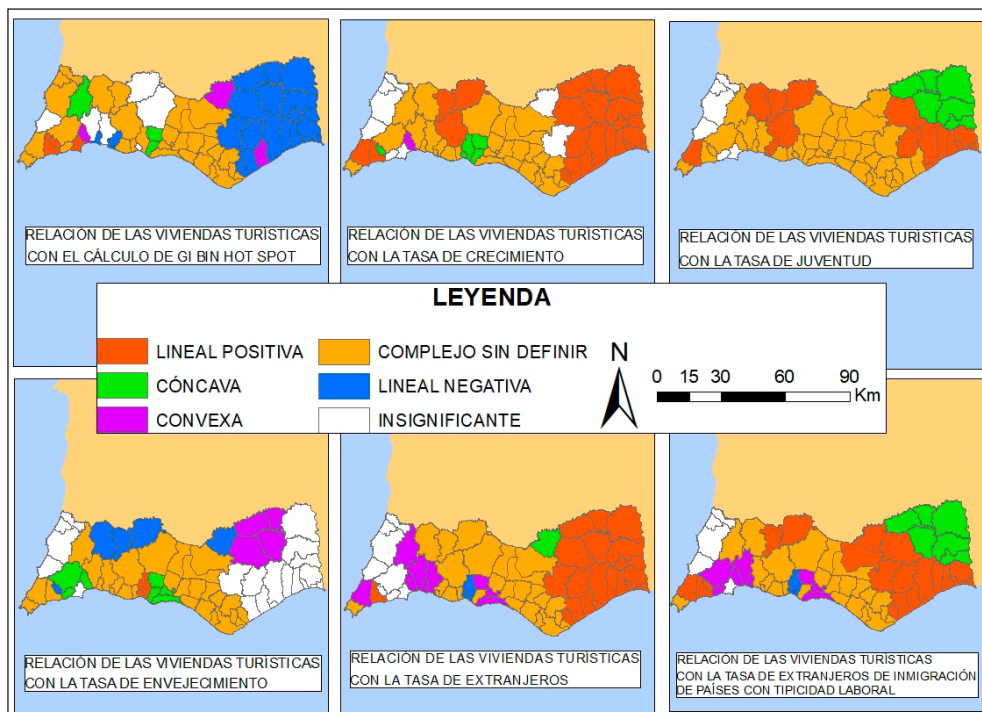 RELACIÓN DE LAS VIVIENDAS TURÍSTICAS
CON EL CÁLCULO DE GI BIN HOT SPOT
RELACIÓN DE LAS VIVIENDAS TURÍSTICAS
CON LA TASA DE CRECIMIENTO
RELACIÓN DE LAS VIVIENDAS TURÍSTICAS
CON LA TASA DE JUVENTUD
LEYENDA
LINEAL POSITIVA
COMPLEJO SIN DEFINIR
CÓNCAVA
LINEAL NEGATIVA
CONVEXA
INSIGNIFICANTE
N
0 15 30 60 90
Km
RELACIÓN DE LAS VIVIENDAS TURÍSTICAS
CON LA TASA DE ENVEJECIMIENTO
RELACIÓN DE LAS VIVIENDAS TURÍSTICAS
CON LA TASA DE EXTRANJEROS
RELACIÓN DE LAS VIVIENDAS TURÍSTICAS
CON LA TASA DE EXTRANJEROS DE INMIGRACIÓN
DE PAÍSES CON TIPICIDAD LABORAL